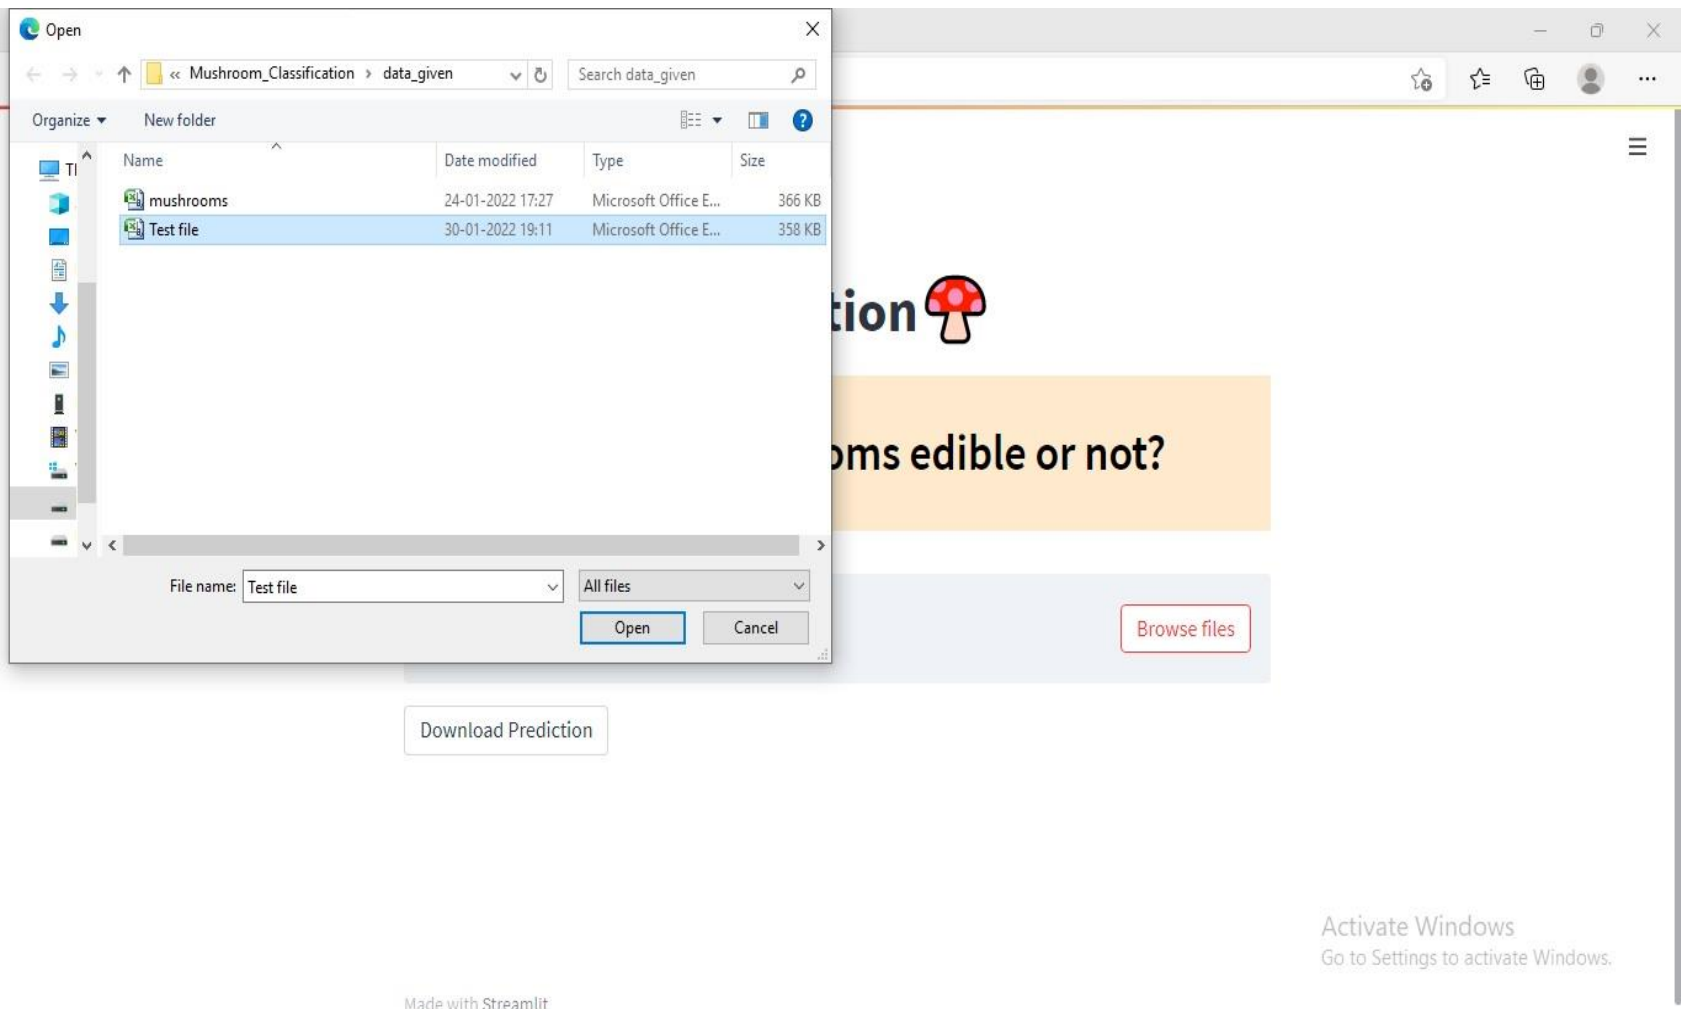 Open
« Mushroom_Classification › data_given
Search data_given
Organize
New folder
Name
Date modified
Type
Size
mushrooms
24-01-2022 17:27
Microsoft Office E...
366 KB
Test file
30-01-2022 19:11
Microsoft Office E...
358 KB
File name:
Test file
All files
Open
Cancel
tion
oms edible or not?
Browse files
Download Prediction
Activate Windows
Go to Settings to activate Windows.
Made with Streamlit